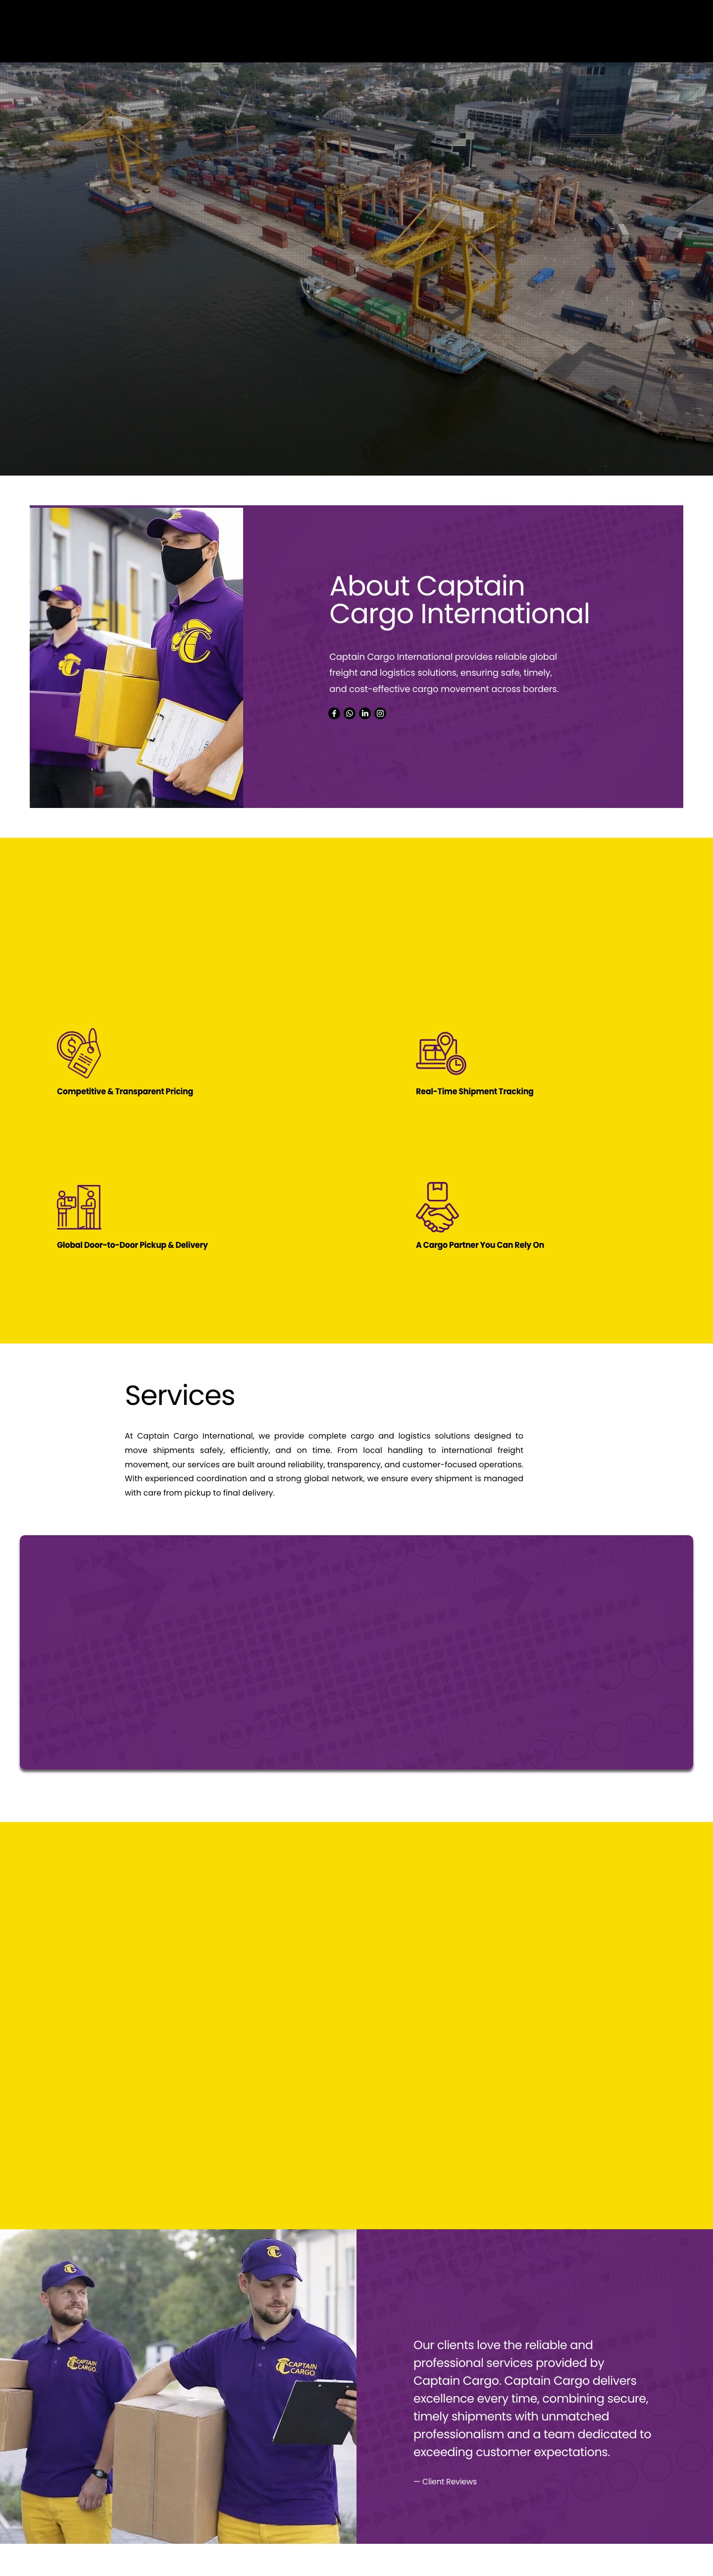 About Captain
Cargo International
Captain Cargo International provides reliable global
freight and logistics solutions, ensuring safe, timely,
and cost-effective cargo movement across borders.
Competitive & Transparent Pricing
Real-Time Shipment Tracking
Global Door-to-Door Pickup & Delivery
A Cargo Partner You Can Rely On
Services
At Captain Cargo International, we provide complete cargo and logistics solutions designed to
move shipments safely, efficiently, and on time. From local handling to international freight
movement, our services are built around reliability, transparency, and customer-focused operations.
With experienced coordination and a strong global network, we ensure every shipment is managed
with care from pickup to final delivery.
CAPTAIN
CARGO
CAPTAIN
CARGO
Our clients love the reliable and
professional services provided by
Captain Cargo. Captain Cargo delivers
excellence every time, combining secure,
timely shipments with unmatched
professionalism and a team dedicated to
exceeding customer expectations.
— Client Reviews